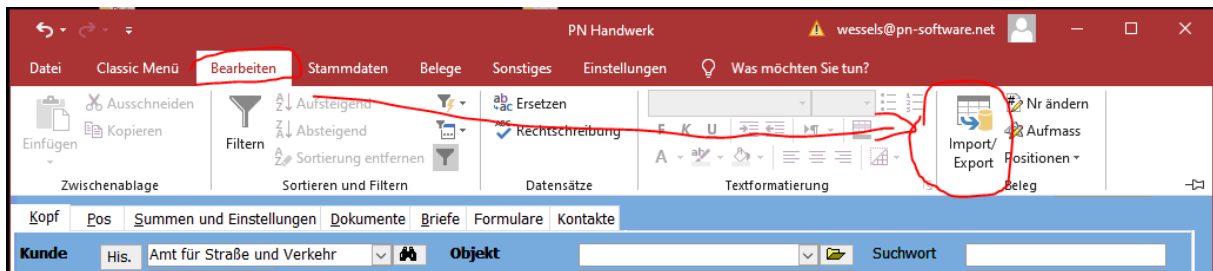 PN Handwerk wessels@pn-software.net
Datei Classic Menü Bearbeiten Stammdaten Belege Sonstiges Einstellungen Was möchten Sie tun?
Einfügen
Ausschneiden
Kopieren
Zwischenablage
Filtern
Aufsteigend
Absteigend
Sortierung entfernen
Sortieren und Filtern
Ersetzen
Rechtschreibung
Datensätze
F K U
A
Textformatierung
Import/
Export
Nr ändern
Aufmass
Positionen
Beleg
Kopf Pos Summen und Einstellungen Dokumente Briefe Formulare Kontakte
Kunde His. Amt für Straße und Verkehr Objekt Suchwort